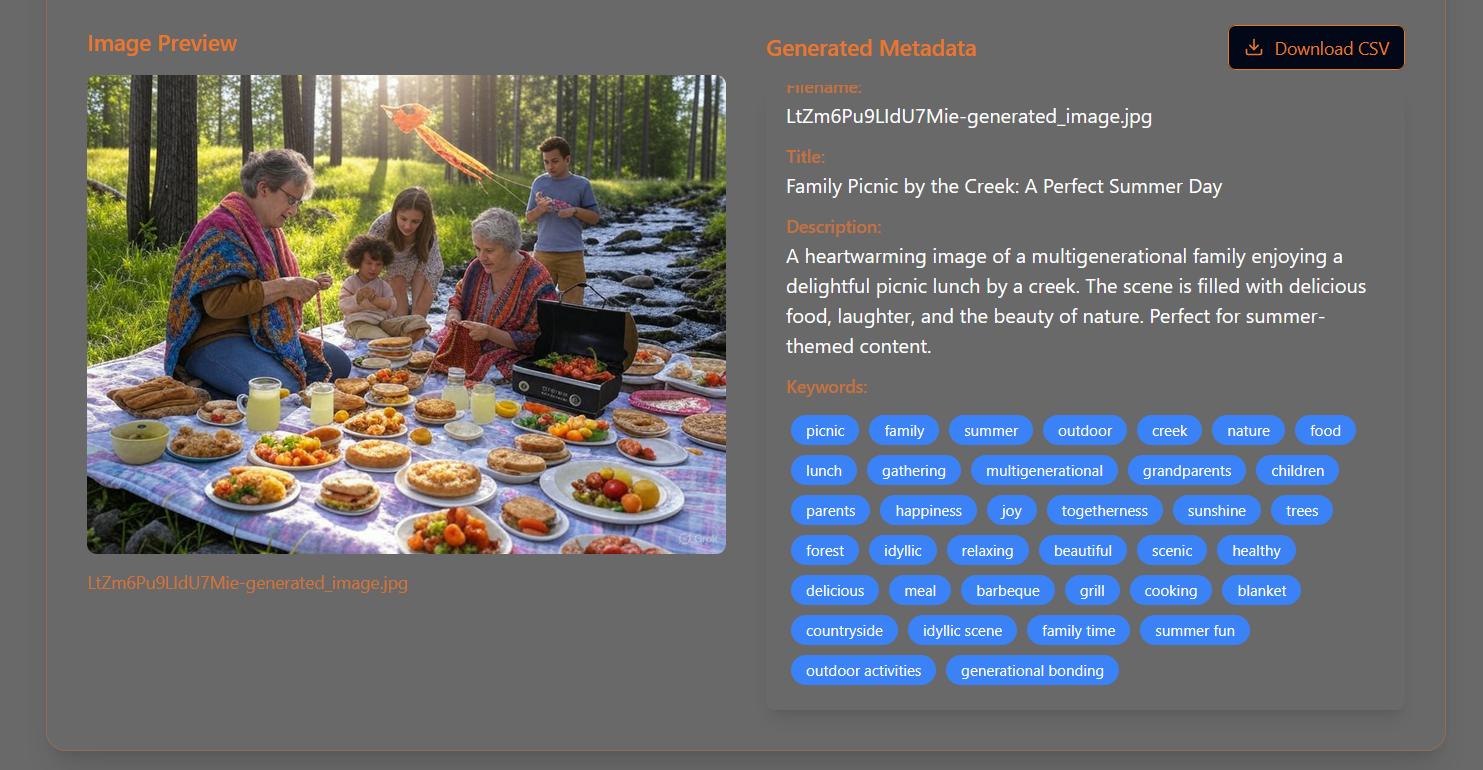 Image Preview
Generated Metadata
Download CSV
Filename:
LtZm6Pu9LIdU7Mie-generated_image.jpg
Title:
Family Picnic by the Creek: A Perfect Summer Day
Description:
A heartwarming image of a multigenerational family enjoying a
delightful picnic lunch by a creek. The scene is filled with delicious
food, laughter, and the beauty of nature. Perfect for summer-
themed content.
Keywords:
picnic family summer outdoor creek nature food
lunch gathering multigenerational grandparents children
parents happiness joy togetherness sunshine trees
forest idyllic relaxing beautiful scenic healthy
delicious meal barbeque grill cooking blanket
countryside idyllic scene family time summer fun
outdoor activities generational bonding
Grok
LtZm6Pu9LIdU7Mie-generated_image.jpg